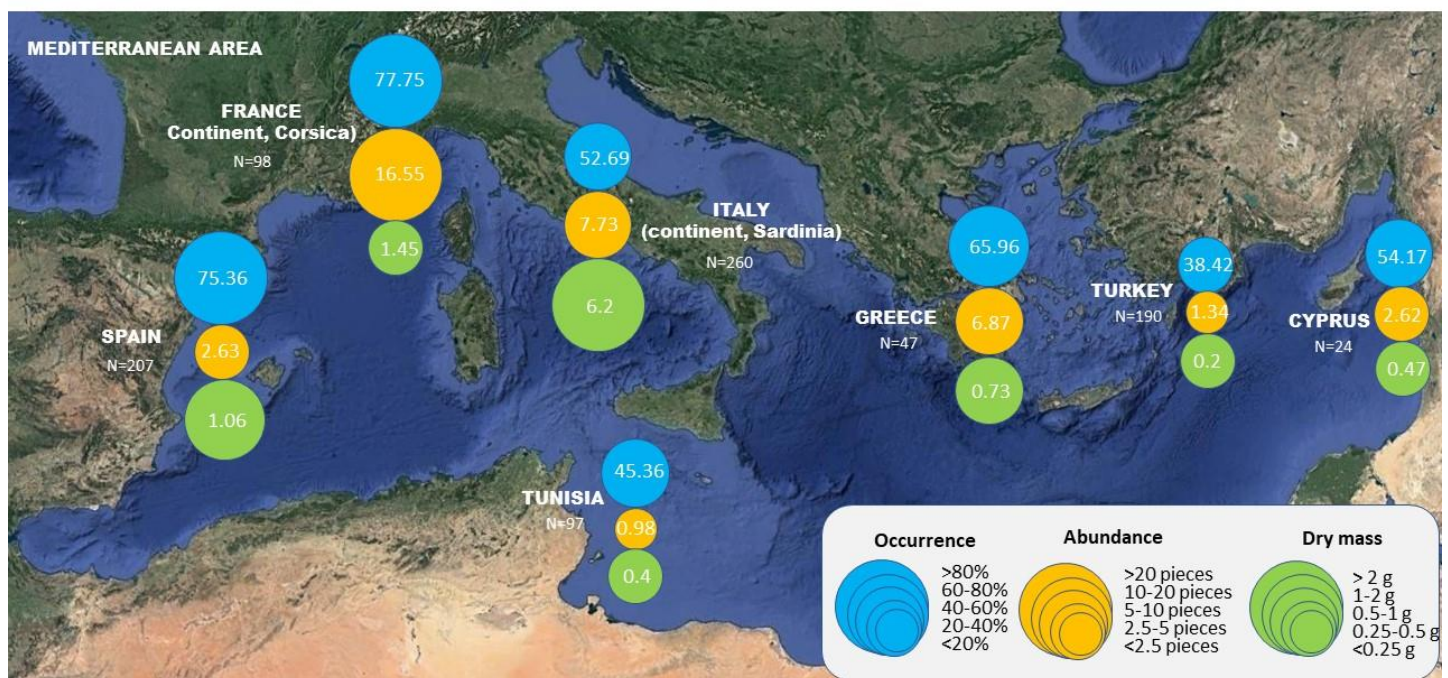 MEDITERRANEAN AREA
FRANCE
Continent, Corsica)
N=98
77.75
16.55
1.45
52.69
7.73
6.2
ITALY
(continent, Sardinia)
N=260
SPAIN
N=207
75.36
2.63
1.06
GREECE
N=47
65.96
6.87
0.73
TURKEY
N=190
38.42
1.34
0.2
CYPRUS
N=24
54.17
2.62
0.47
TUNISIA
N=97
45.36
0.98
0.4
Occurrence
>80%
60-80%
40-60%
20-40%
<20%
Abundance
>20 pieces
10-20 pieces
5-10 pieces
2.5-5 pieces
<2.5 pieces
Dry mass
> 2 g
1-2 g
0.5-1 g
0.25-0.5 g
<0.25 g